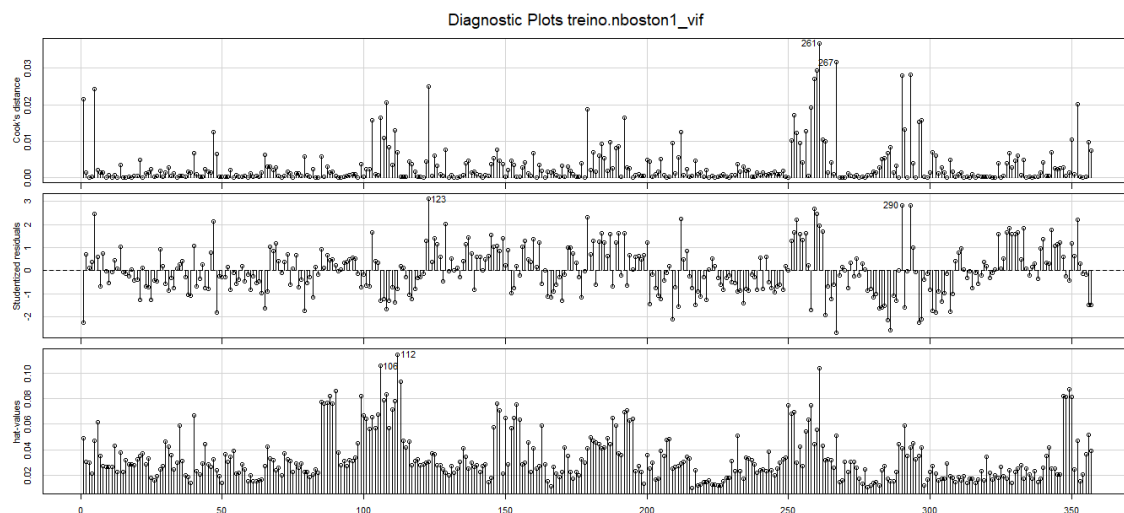 Diagnostic Plots treino.nboston1_vif
Cook's distance
0.00 0.01 0.02 0.03
261
267
Studentized residuals
-2 -1 0 1 2 3
123
290
hat-values
0.02 0.04 0.06 0.08 0.10
106
112
0 50 100 150 200 250 300 350